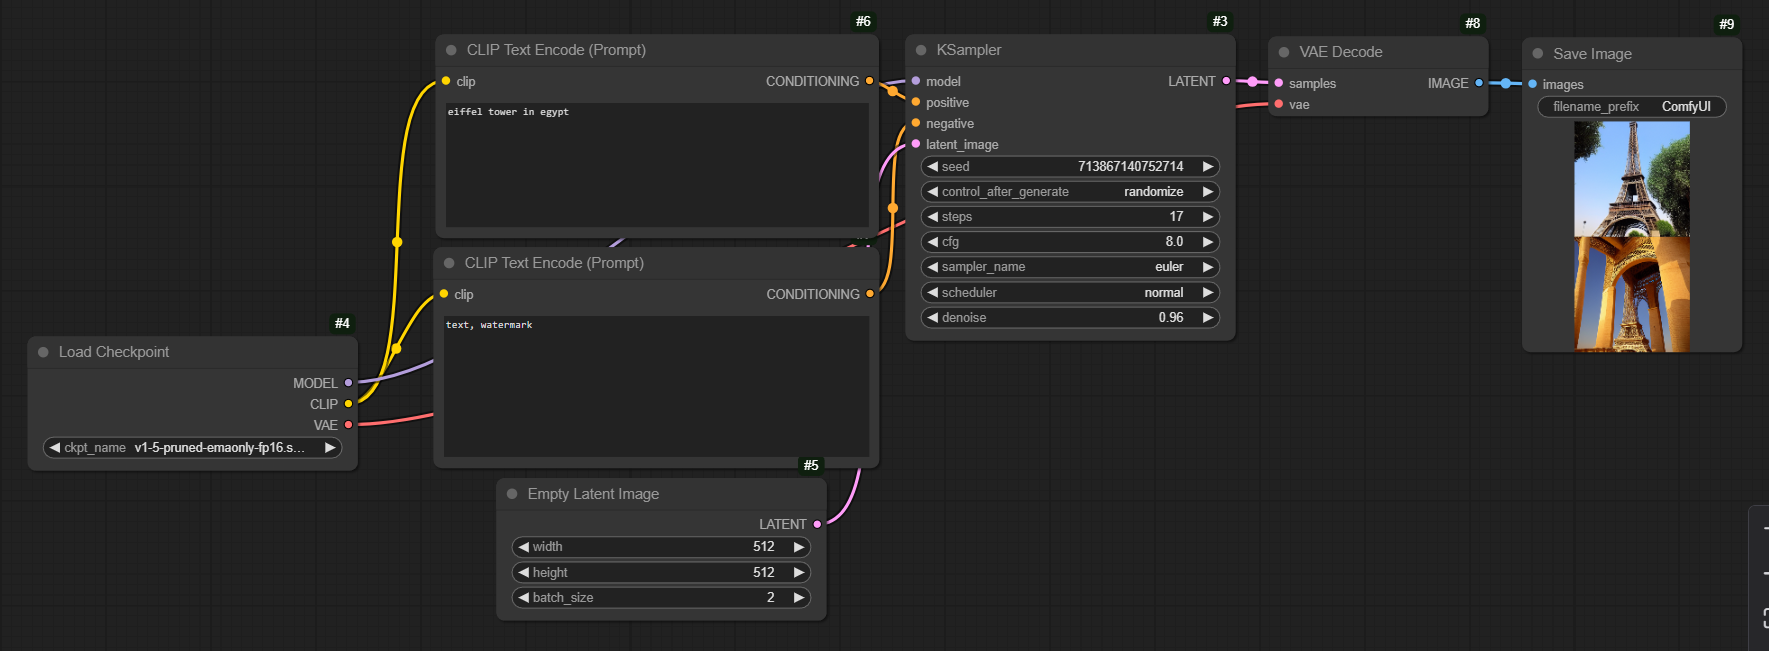 #6
CLIP Text Encode (Prompt)
clip
CONDITIONING
eiffel tower in egypt
CLIP Text Encode (Prompt)
clip
CONDITIONING
text, watermark
#4
Load Checkpoint
MODEL
CLIP
VAE
ckpt_name v1-5-pruned-emaonly-fp16.s...
#5
Empty Latent Image
LATENT
width 512
height 512
batch_size 2
#3
KSampler
model
LATENT
positive
negative
latent_image
seed 713867140752714
control_after_generate randomize
steps 17
cfg 8.0
sampler_name euler
scheduler normal
denoise 0.96
#8
VAE Decode
samples
IMAGE
vae
#9
Save Image
images
filename_prefix ComfyUI